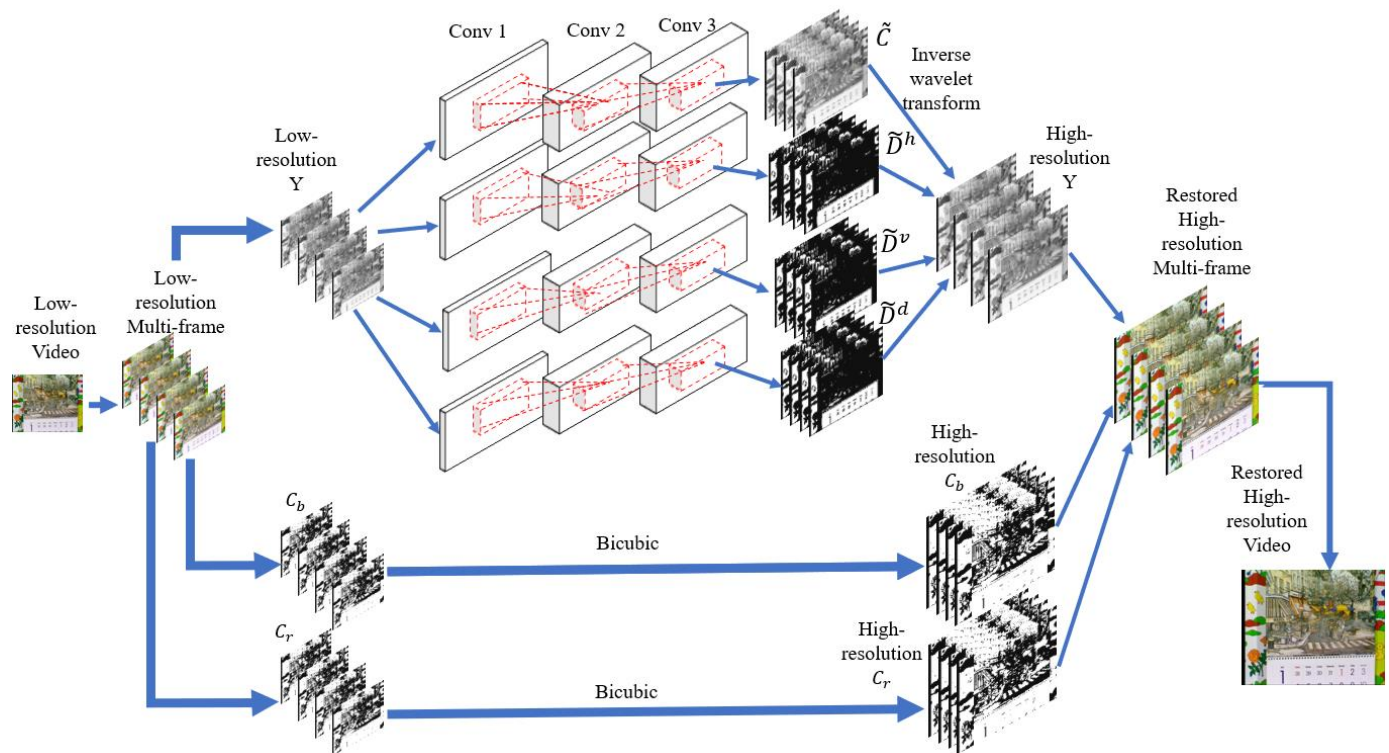 Conv 1
Conv 2
Conv 3
C̃
Inverse
wavelet
transform
Low-
resolution
Y
D̃ʰ
High-
resolution
Y
Restored
High-
resolution
Multi-frame
D̃ᵛ
Low-
resolution
Multi-frame
Low-
resolution
Video
D̃ᵈ
High-
resolution
C_b
C_b
Bicubic
Restored
High-
resolution
Video
C_r
High-
resolution
C_r
Bicubic